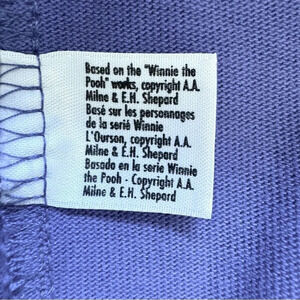 Based on the "Winnie the
Pooh" works, copyright A.A.
Milne & E.H. Shepard
Basé sur les personnages
de la serié Winnie
L'Ourson, copyright A.A.
Milne & E.H. Shepard
Basado en la serie Winnie
the Pooh - Copyright A.A.
Milne & E.H. Shepard